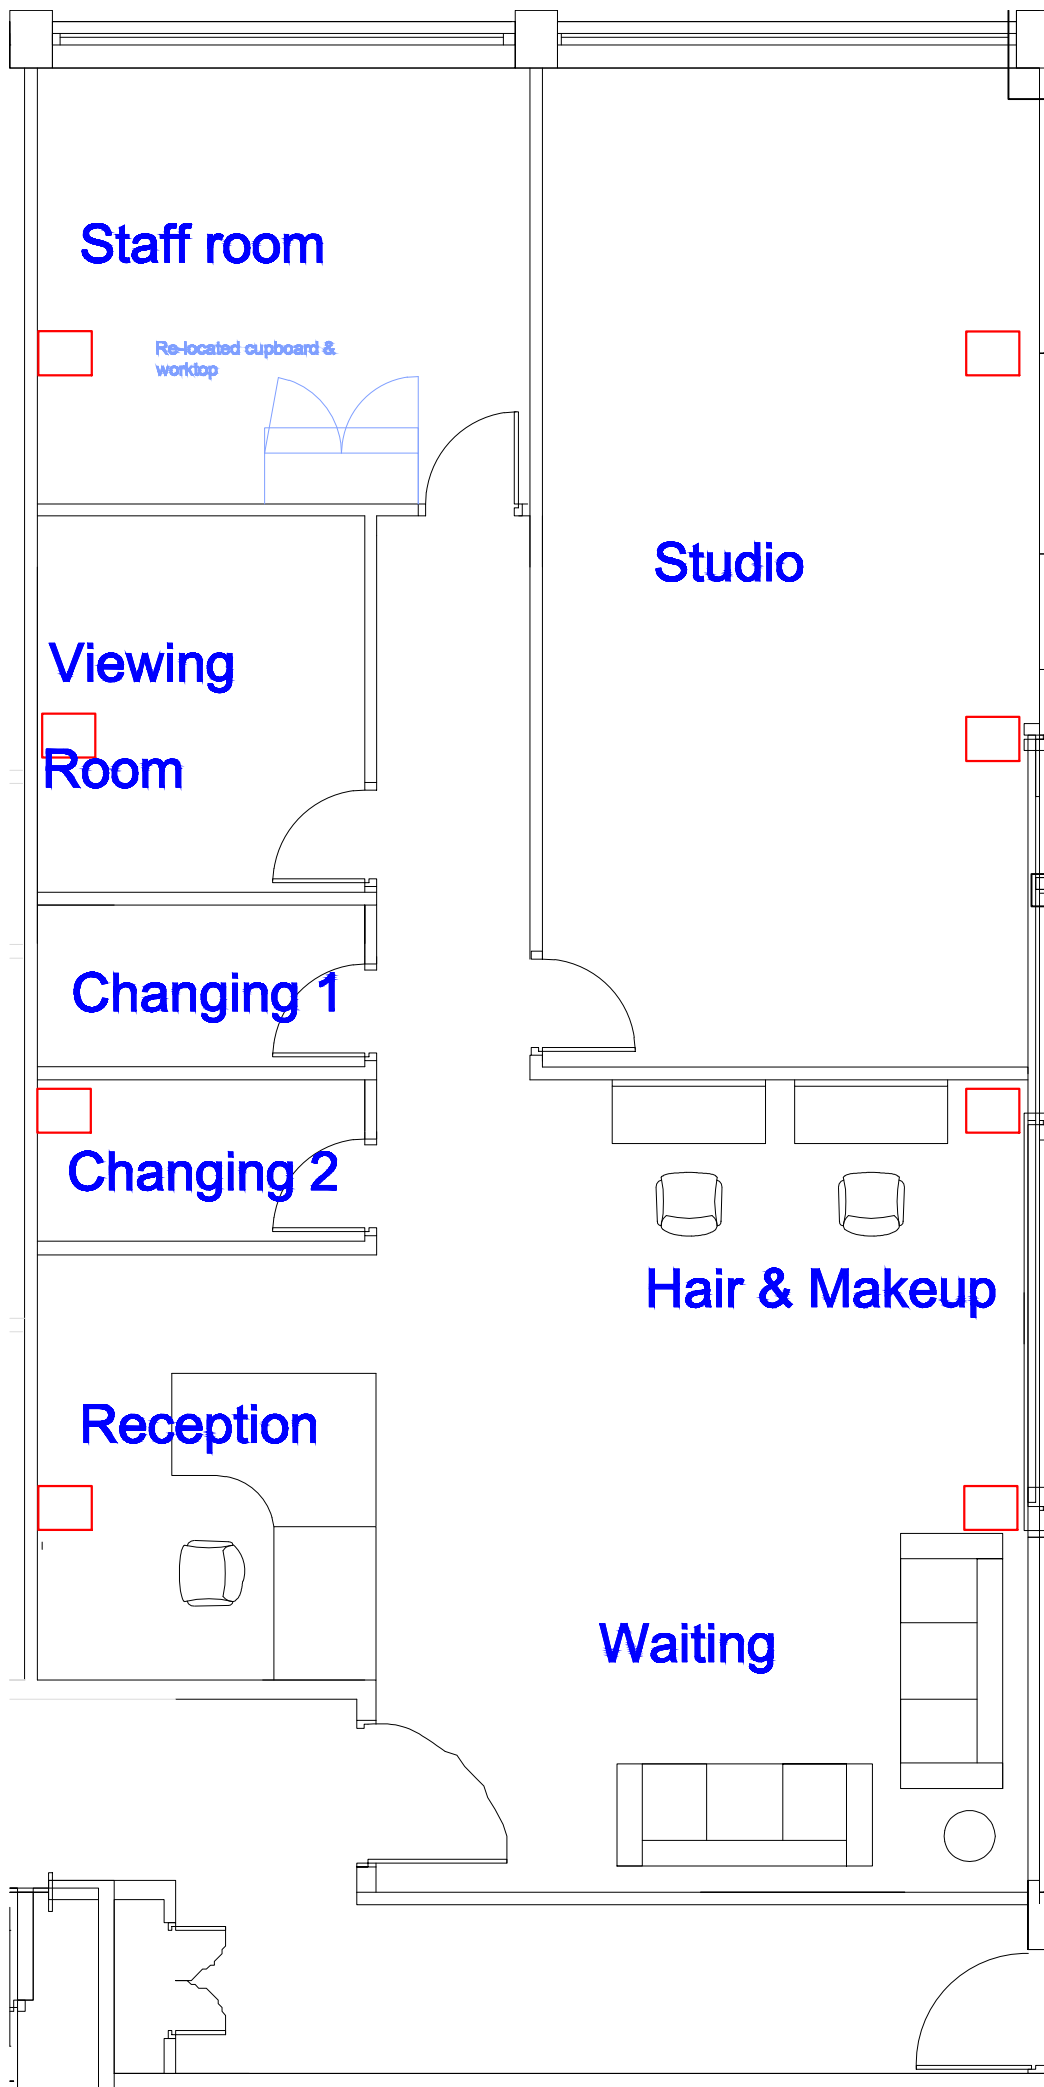 Staff room
Re-located cupboard &
worktop
Studio
Viewing
Room
Changing 1
Changing 2
Hair & Makeup
Reception
Waiting